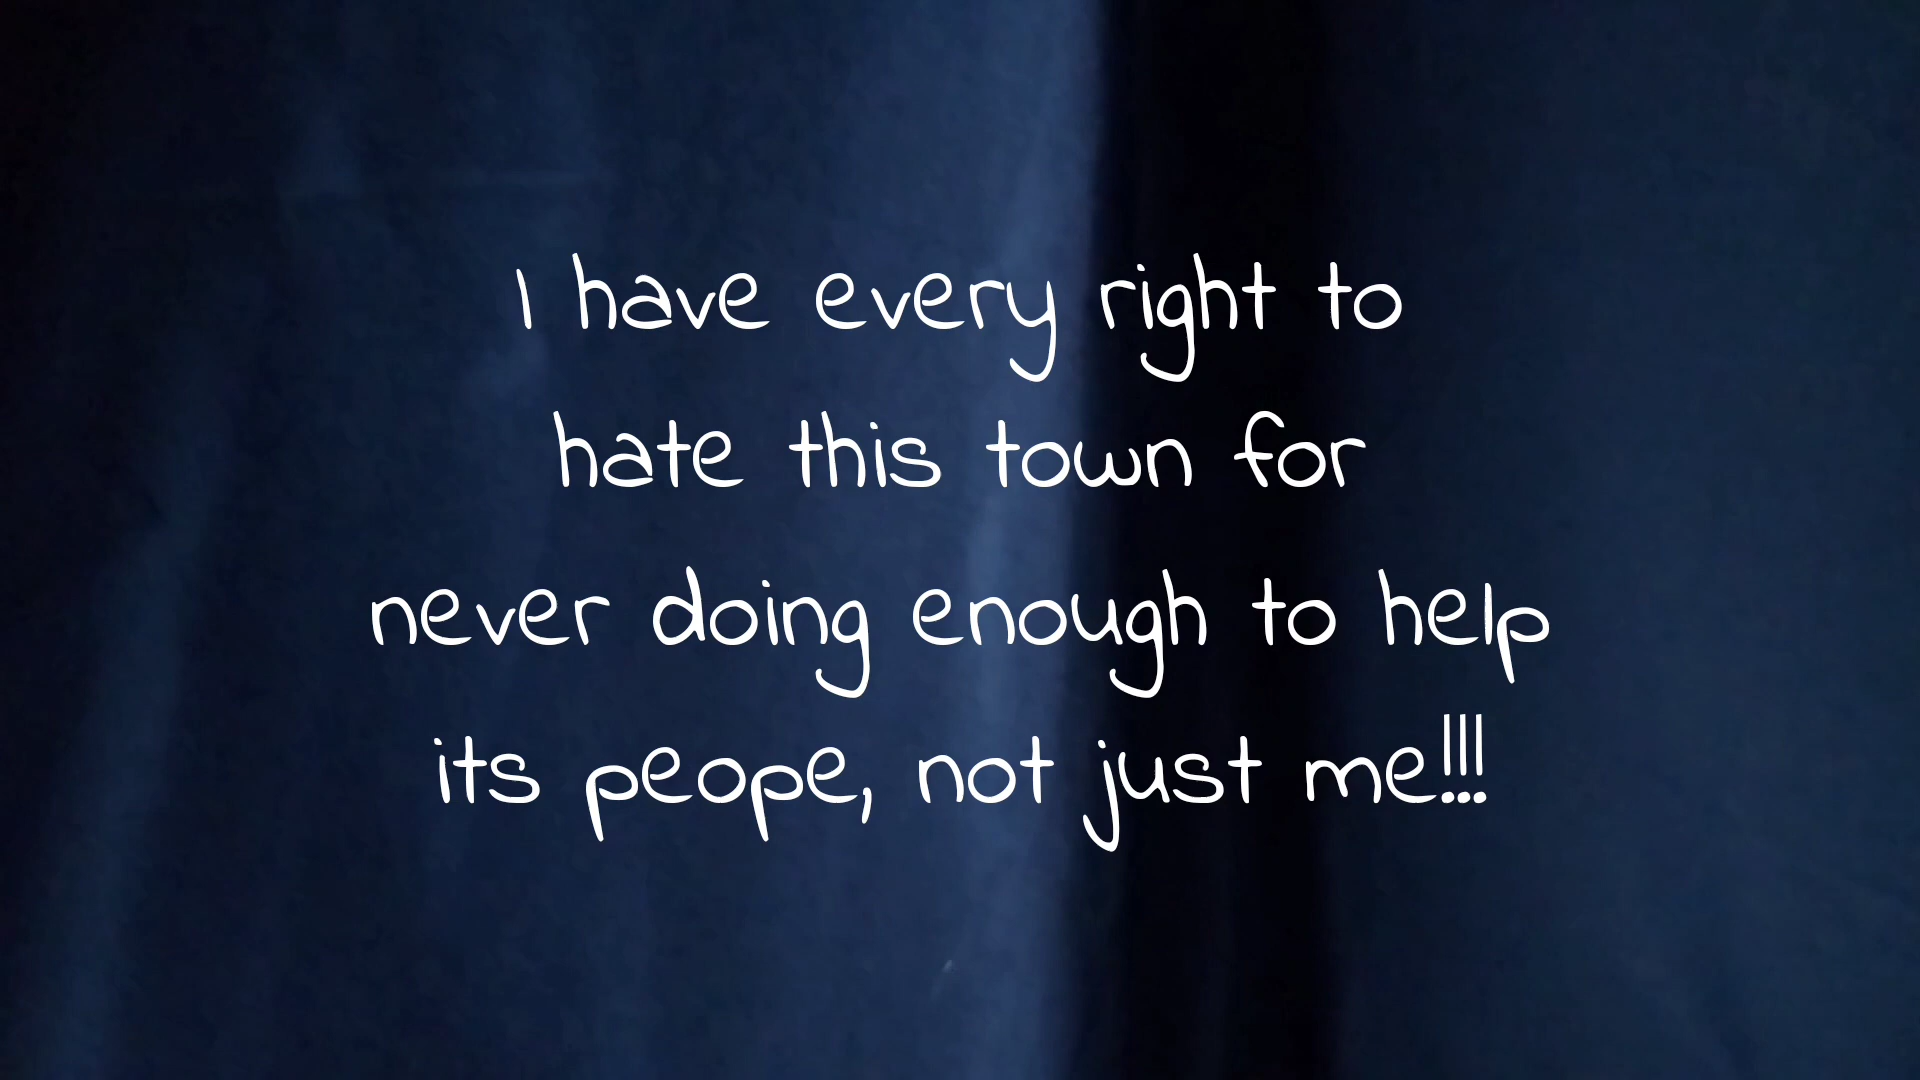 I have every right to
hate this town for
never doing enough to help
its peope, not just me!!!